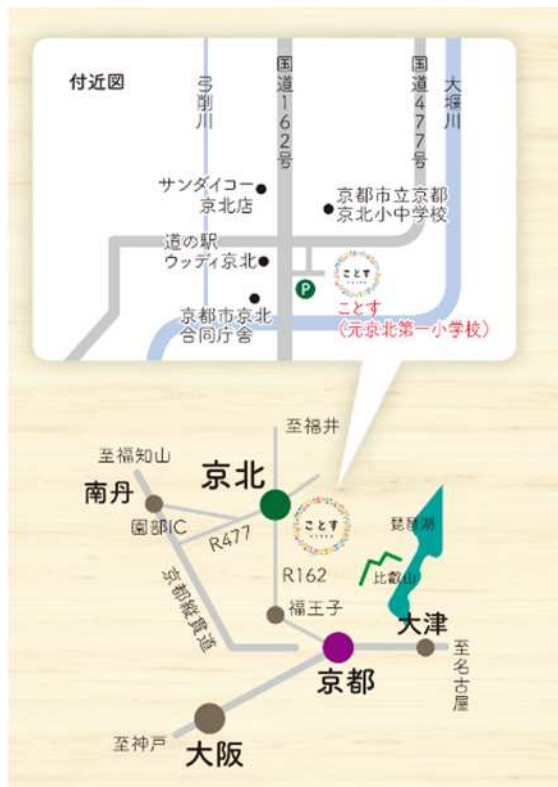 付近図
弓削川
国道162号
国道477号
大堰川
サンダイコー
京北店
京都市立京都
京北小中学校
道の駅
ウッディ京北
ことす
P
ことす
(元京北第一小学校)
京都市京北
合同庁舎
至福井
至福知山
京北
南丹
園部IC
R477
ことす
琵琶湖
比叡山
R162
京都縦貫道
福王子
大津
京都
至名古屋
大阪
至神戸